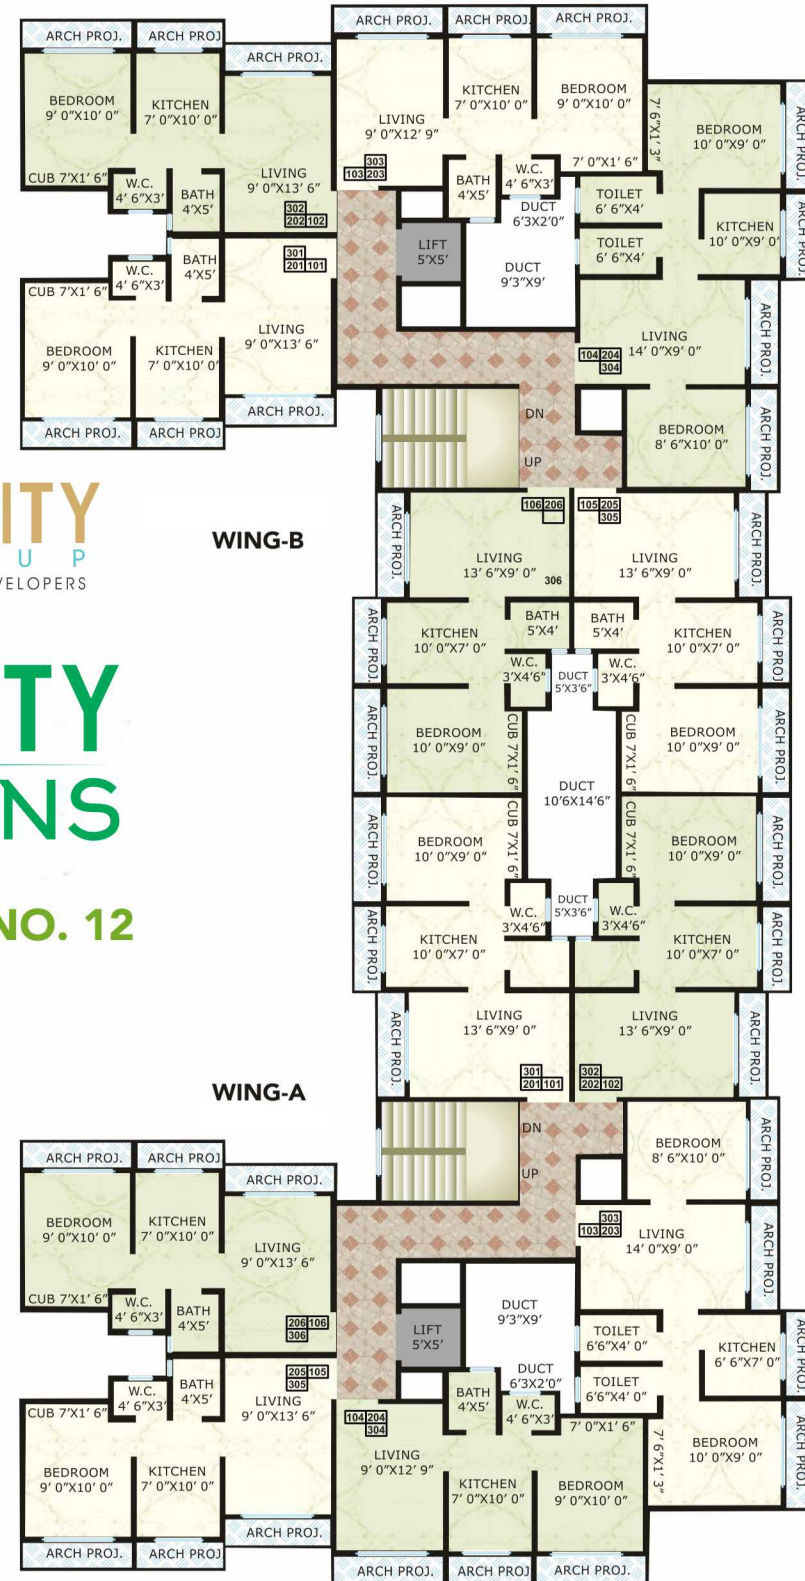 ARCH PROJ.
ARCH PROJ
ARCH PROJ.
ARCH PROJ.
ARCH PROJ.
ARCH PROJ.
BEDROOM
9' 0"X10' 0"
KITCHEN
7' 0"X10' 0"
LIVING
9' 0"X13' 6"
CUB 7'X1' 6"
W.C.
4' 6"X3'
BATH
4'X5'
302
202 102
LIVING
9' 0"X12' 9"
303
103 203
KITCHEN
7' 0"X10' 0"
BEDROOM
9' 0"X10' 0"
7' 0"X1' 6"
BATH
4'X5'
W.C.
4' 6"X3'
7' 6"X1' 3"
BEDROOM
10' 0"X9' 0"
ARCH PROJ.
TOILET
6' 6"X4'
KITCHEN
10' 0"X9' 0"
ARCH PROJ.
TOILET
6' 6"X4'
DUCT
6'3X2'0"
DUCT
9'3"X9'
LIFT
5'X5'
W.C.
4' 6"X3'
BATH
4'X5'
301
201 101
CUB 7'X1' 6"
BEDROOM
9' 0"X10' 0"
KITCHEN
7' 0"X10' 0"
LIVING
9' 0"X13' 6"
ARCH PROJ.
ARCH PROJ
ARCH PROJ.
LIVING
14' 0"X9' 0"
104 204
304
ARCH PROJ.
BEDROOM
8' 6"X10' 0"
ARCH PROJ.
DN
UP
ITY
U P
VELOPERS
WING-B
ARCH PROJ.
106 206
LIVING
13' 6"X9' 0"
306
105 205
305
LIVING
13' 6"X9' 0"
ARCH PROJ.
ARCH PROJ.
KITCHEN
10' 0"X7' 0"
BATH
5'X4'
BATH
5'X4'
KITCHEN
10' 0"X7' 0"
ARCH PROJ.
W.C.
3'X4'6"
DUCT
5'X3'6"
W.C.
3'X4'6"
TY
NS
ARCH PROJ.
BEDROOM
10' 0"X9' 0"
CUB 7'X1' 6"
CUB 7'X1' 6"
BEDROOM
10' 0"X9' 0"
ARCH PROJ.
DUCT
10'6X14'6"
ARCH PROJ.
BEDROOM
10' 0"X9' 0"
CUB 7'X1' 6"
CUB 7'X1' 6"
BEDROOM
10' 0"X9' 0"
ARCH PROJ.
NO. 12
W.C.
3'X4'6"
DUCT
5'X3'6"
W.C.
3'X4'6"
ARCH PROJ.
KITCHEN
10' 0"X7' 0"
KITCHEN
10' 0"X7' 0"
ARCH PROJ.
ARCH PROJ.
LIVING
13' 6"X9' 0"
301
201 101
LIVING
13' 6"X9' 0"
302
202 102
ARCH PROJ.
WING-A
DN
UP
BEDROOM
8' 6"X10' 0"
ARCH PROJ.
303
103 203
LIVING
14' 0"X9' 0"
ARCH PROJ.
ARCH PROJ.
ARCH PROJ
ARCH PROJ.
BEDROOM
9' 0"X10' 0"
KITCHEN
7' 0"X10' 0"
LIVING
9' 0"X13' 6"
CUB 7'X1' 6"
W.C.
4' 6"X3'
BATH
4'X5'
206 106
306
LIFT
5'X5'
DUCT
9'3"X9'
DUCT
6'3X2'0"
TOILET
6'6"X4' 0"
TOILET
6'6"X4' 0"
KITCHEN
6' 6"X7' 0"
ARCH PROJ.
W.C.
4' 6"X3'
BATH
4'X5'
205 105
305
LIVING
9' 0"X13' 6"
CUB 7'X1' 6"
BEDROOM
9' 0"X10' 0"
KITCHEN
7' 0"X10' 0"
ARCH PROJ.
ARCH PROJ
ARCH PROJ.
104 204
304
LIVING
9' 0"X12' 9"
BATH
4'X5'
W.C.
4' 6"X3'
KITCHEN
7' 0"X10' 0"
7' 0"X1' 6"
BEDROOM
9' 0"X10' 0"
7' 6"X1' 3"
BEDROOM
10' 0"X9' 0"
ARCH PROJ.
ARCH PROJ.
ARCH PROJ
ARCH PROJ.